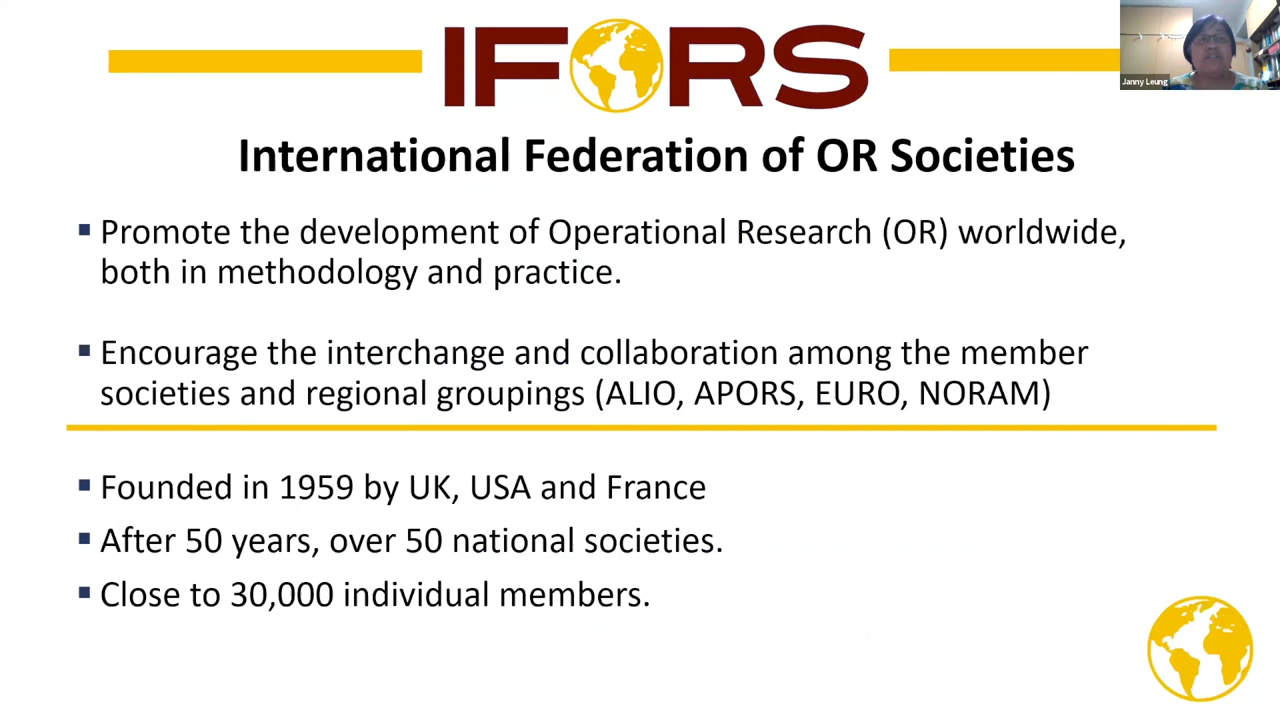 IFORS
Janny Leung
International Federation of OR Societies
▪ Promote the development of Operational Research (OR) worldwide,
both in methodology and practice.
▪ Encourage the interchange and collaboration among the member
societies and regional groupings (ALIO, APORS, EURO, NORAM)
▪ Founded in 1959 by UK, USA and France
▪ After 50 years, over 50 national societies.
▪ Close to 30,000 individual members.